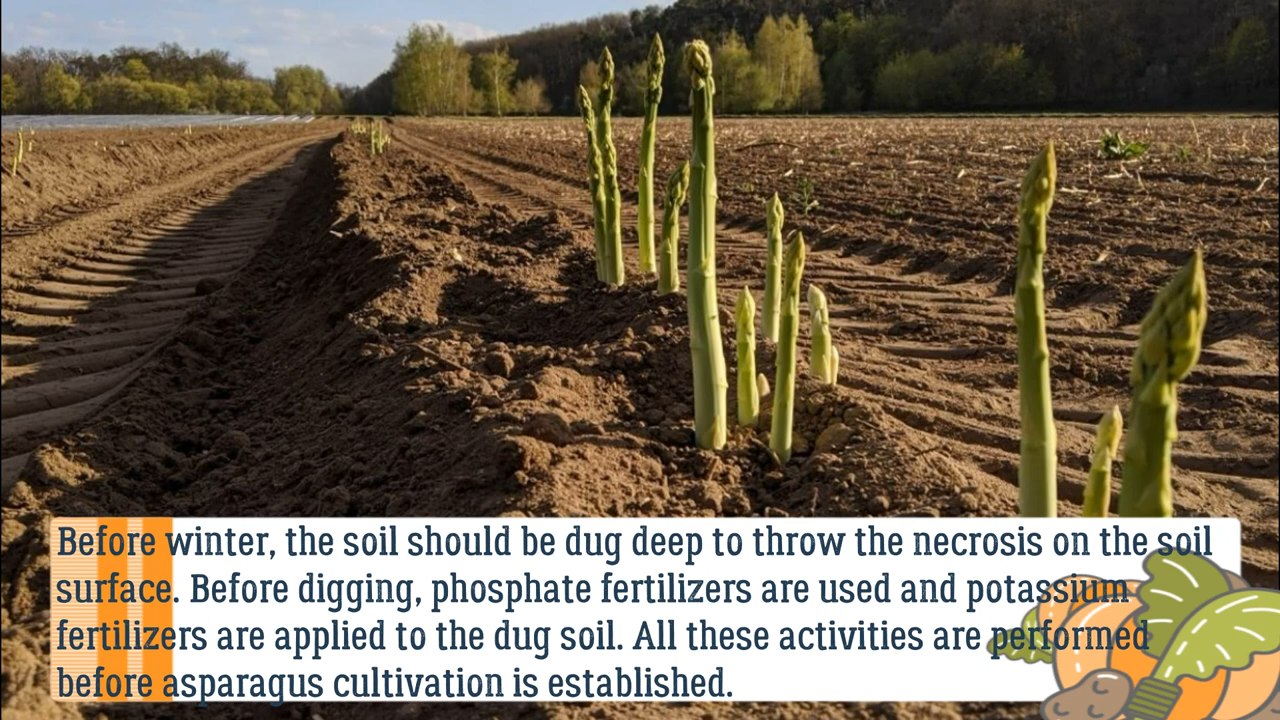 Before winter, the soil should be dug deep to throw the necrosis on the soil
surface. Before digging, phosphate fertilizers are used and potassium
fertilizers are applied to the dug soil. All these activities are performed
before asparagus cultivation is established.